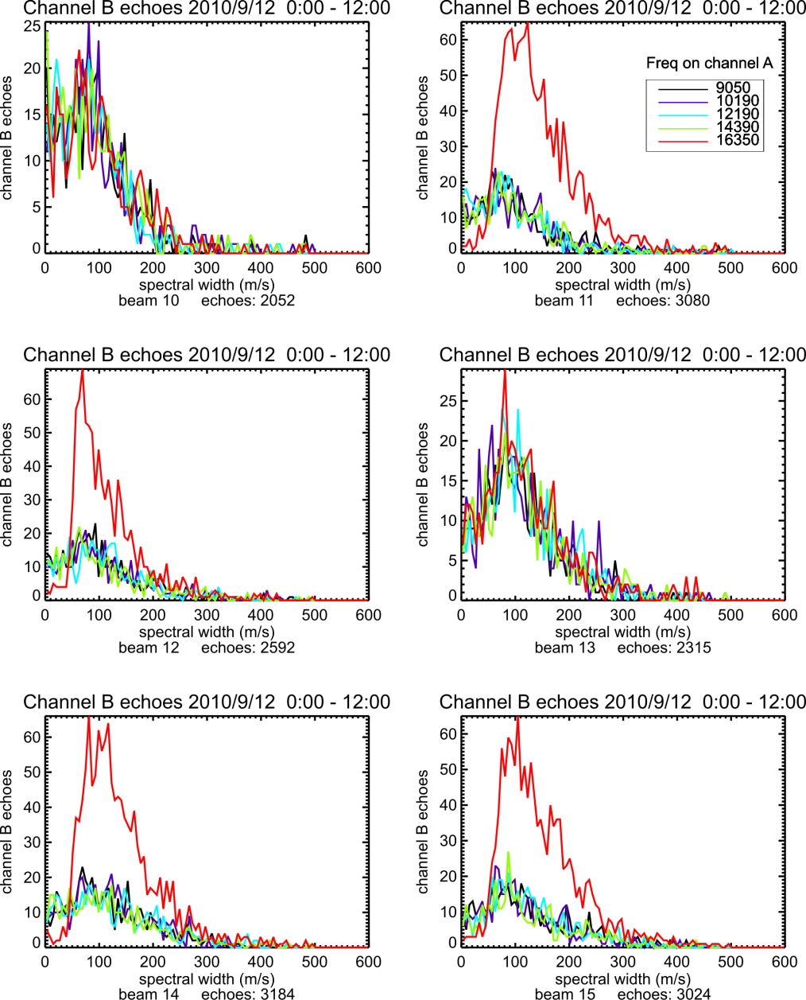 Channel B echoes 2010/9/12 0:00 - 12:00
channel B echoes
25
20
15
10
5
0
0 100 200 300 400 500 600
spectral width (m/s)
beam 10 echoes: 2052
Channel B echoes 2010/9/12 0:00 - 12:00
channel B echoes
60
50
40
30
20
10
0
Freq on channel A
9050
10190
12190
14390
16350
0 100 200 300 400 500 600
spectral width (m/s)
beam 11 echoes: 3080
Channel B echoes 2010/9/12 0:00 - 12:00
channel B echoes
60
50
40
30
20
10
0
0 100 200 300 400 500 600
spectral width (m/s)
beam 12 echoes: 2592
Channel B echoes 2010/9/12 0:00 - 12:00
channel B echoes
25
20
15
10
5
0
0 100 200 300 400 500 600
spectral width (m/s)
beam 13 echoes: 2315
Channel B echoes 2010/9/12 0:00 - 12:00
channel B echoes
60
50
40
30
20
10
0
0 100 200 300 400 500 600
spectral width (m/s)
beam 14 echoes: 3184
Channel B echoes 2010/9/12 0:00 - 12:00
channel B echoes
60
50
40
30
20
10
0
0 100 200 300 400 500 600
spectral width (m/s)
beam 15 echoes: 3024